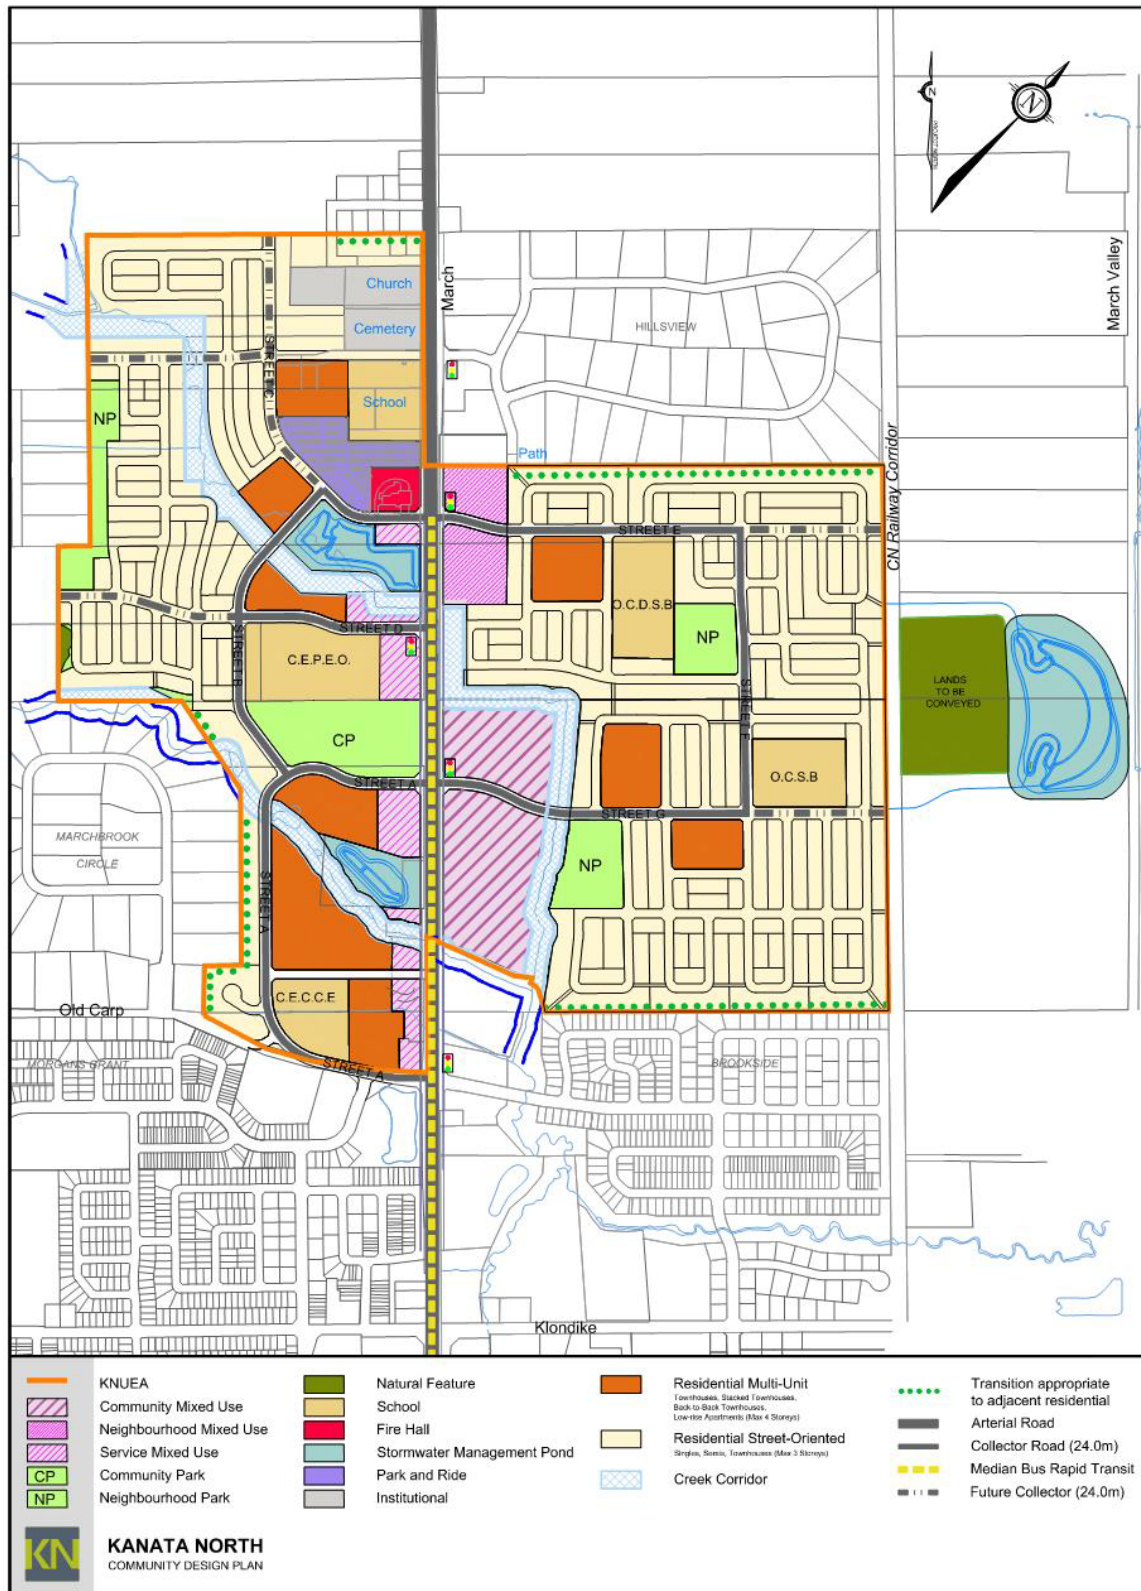 N
N
March Valley
Church
March
Cemetery
HILLSVIEW
STREET C
School
NP
Path
CN Railway Corridor
STREET E
O.C.D.S.B
STREET D
NP
STREET B
C.E.P.E.O.
LANDS
TO BE
CONVEYED
STREET F
CP
O.C.S.B
STREET A
STREET G
MARCHBROOK
CIRCLE
NP
STREET A
C.E.C.C.E.
Old Carp
MORGANS GRANT
STREET A
BROOKSIDE
Klondike
KNUEA
Community Mixed Use
Neighbourhood Mixed Use
Service Mixed Use
CP Community Park
NP Neighbourhood Park
Natural Feature
School
Fire Hall
Stormwater Management Pond
Park and Ride
Institutional
Residential Multi-Unit
Townhouses, Stacked Townhouses,
Back-to-Back Townhouses,
Low-rise Apartments (Max 4 Storeys)
Residential Street-Oriented
Singles, Semis, Townhouses (Max 3 Storeys)
Creek Corridor
Transition appropriate
to adjacent residential
Arterial Road
Collector Road (24.0m)
Median Bus Rapid Transit
Future Collector (24.0m)
KN
KANATA NORTH
COMMUNITY DESIGN PLAN